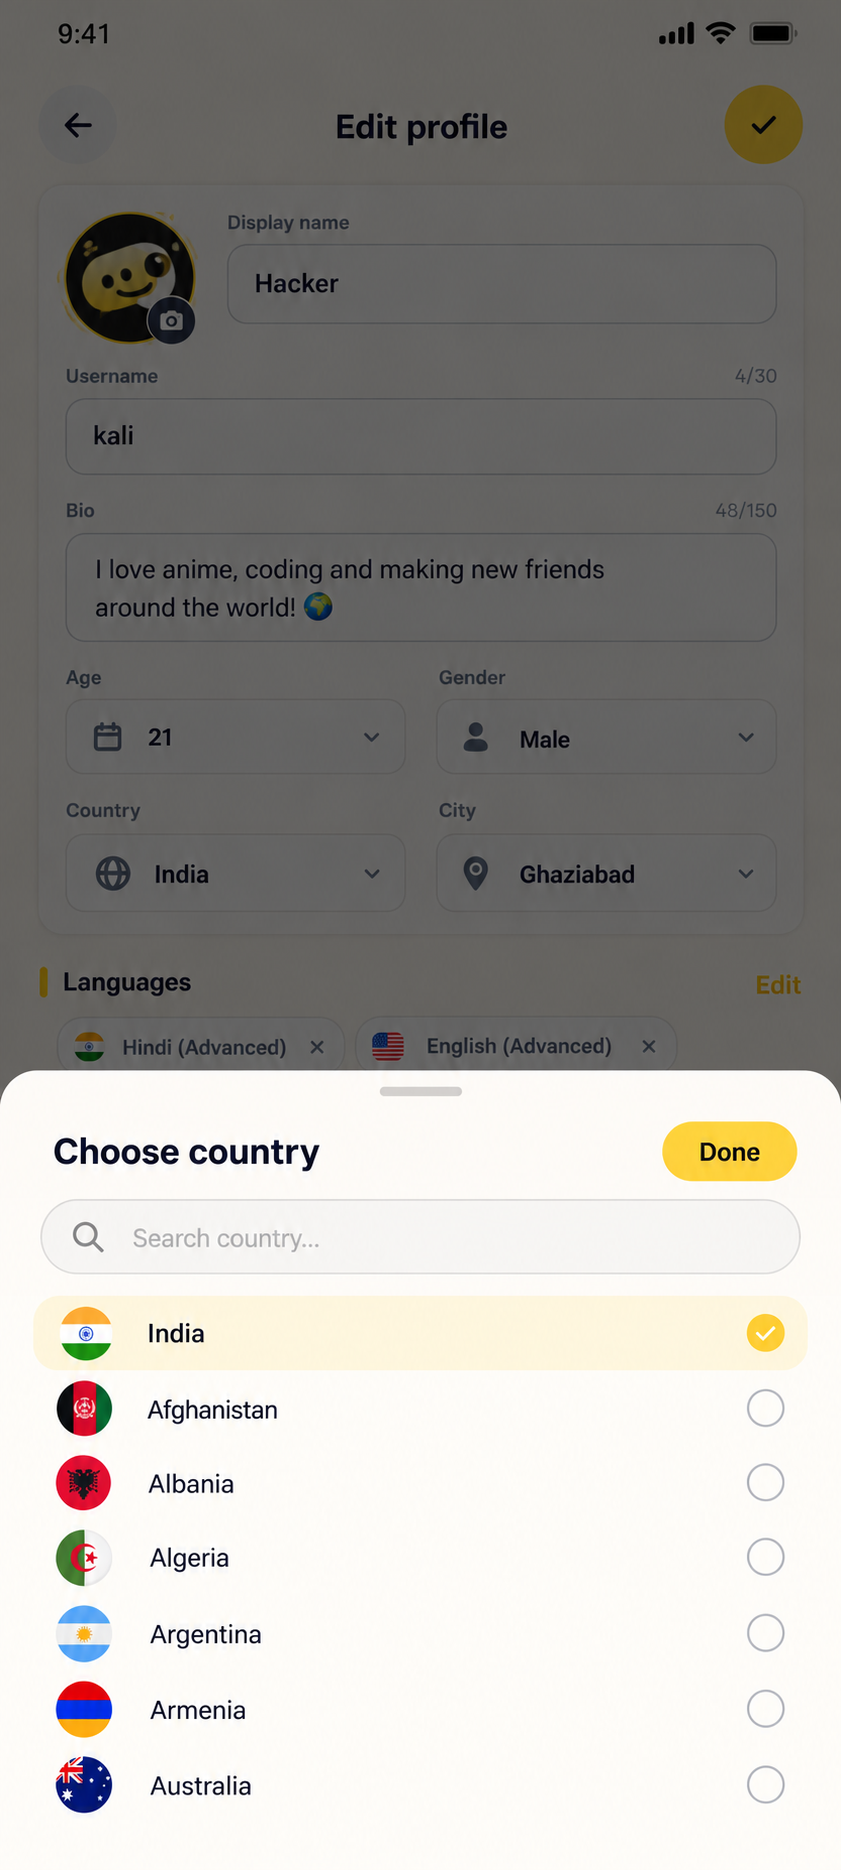 9:41
Edit profile
Display name
Hacker
Username
4/30
kali
Bio
48/150
I love anime, coding and making new friends
around the world! 🌍
Age
Gender
21
Male
Country
City
India
Ghaziabad
Languages
Edit
Hindi (Advanced)
English (Advanced)
Choose country
Done
Search country...
India
Afghanistan
Albania
Algeria
Argentina
Armenia
Australia